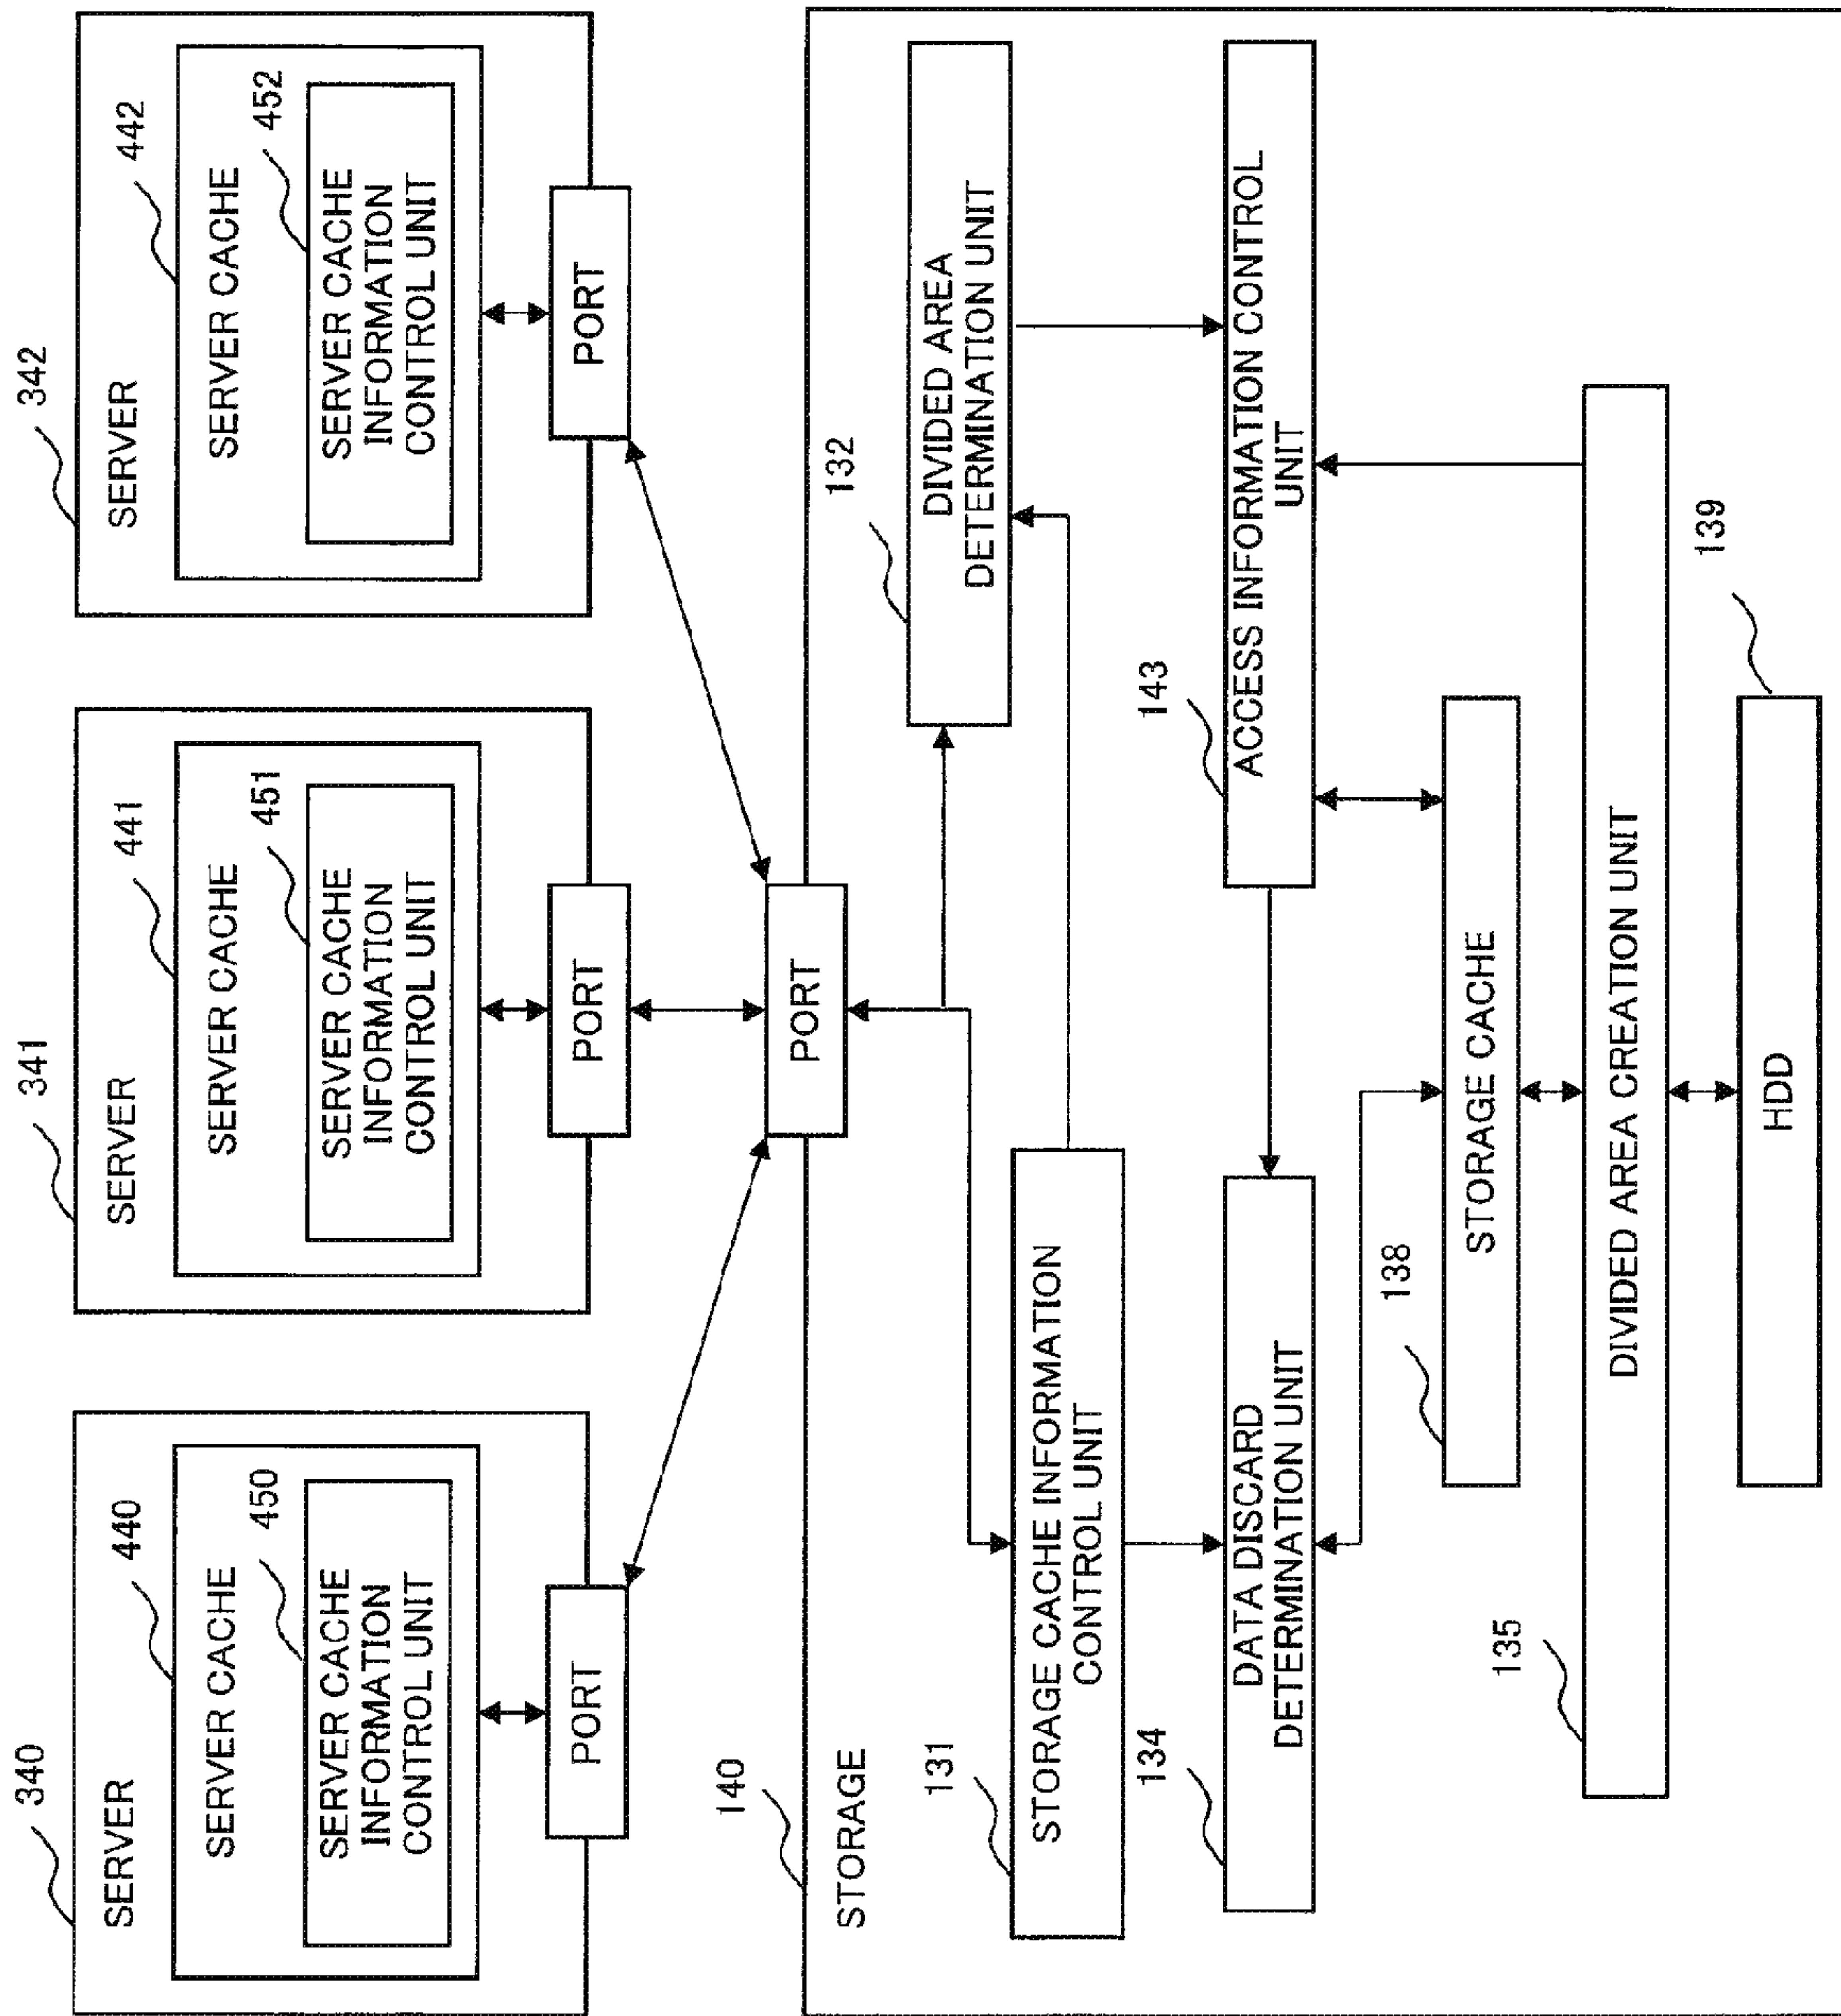 340
SERVER
440
SERVER CACHE
450
SERVER CACHE
INFORMATION
CONTROL UNIT
PORT
341
SERVER
441
SERVER CACHE
451
SERVER CACHE
INFORMATION
CONTROL UNIT
PORT
342
SERVER
442
SERVER CACHE
452
SERVER CACHE
INFORMATION
CONTROL UNIT
PORT
140
STORAGE
PORT
131
STORAGE CACHE INFORMATION
CONTROL UNIT
132
DIVIDED AREA
DETERMINATION UNIT
134
DATA DISCARD
DETERMINATION UNIT
143
ACCESS INFORMATION CONTROL
UNIT
138
STORAGE CACHE
135
DIVIDED AREA CREATION UNIT
139
HDD